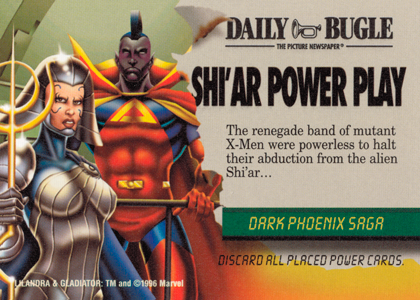 DAILY BUGLE
THE PICTURE NEWSPAPER®
SHI'AR POWER PLAY
The renegade band of mutant
X-Men were powerless to halt
their abduction from the alien
Shi'ar...
DARK PHOENIX SAGA
DISCARD ALL PLACED POWER CARDS.
LILANDRA & GLADIATOR: TM and ©1996 Marvel